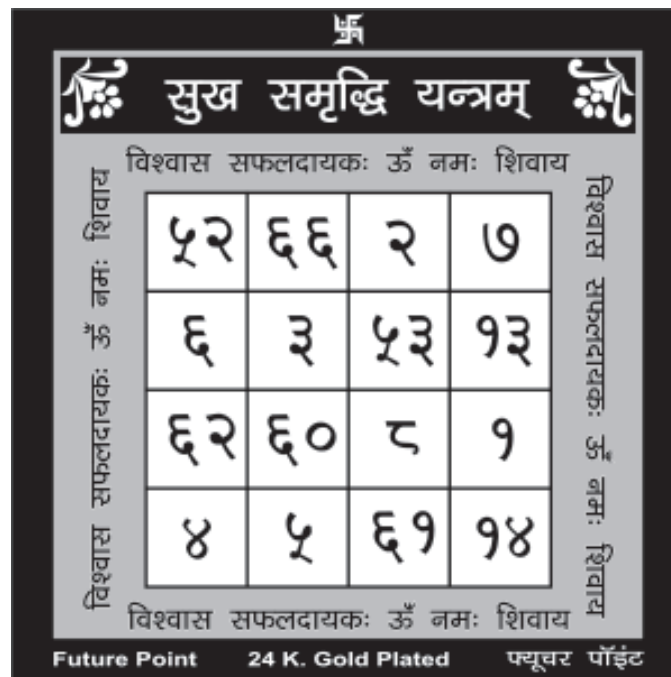 सुख समृद्धि यन्त्रम्
विश्वास सफलदायकः ऊँ नमः शिवाय
विश्वास सफलदायकः ऊँ नमः शिवाय
विश्वास सफलदायकः ऊँ नमः शिवाय
५२ ६६ २ ७
६ ३ ५३ १३
६२ ६० ८ १
४ ५ ६१ १४
विश्वास सफलदायकः ऊँ नमः शिवाय
Future Point 24 K. Gold Plated फ्यूचर पॉइंट